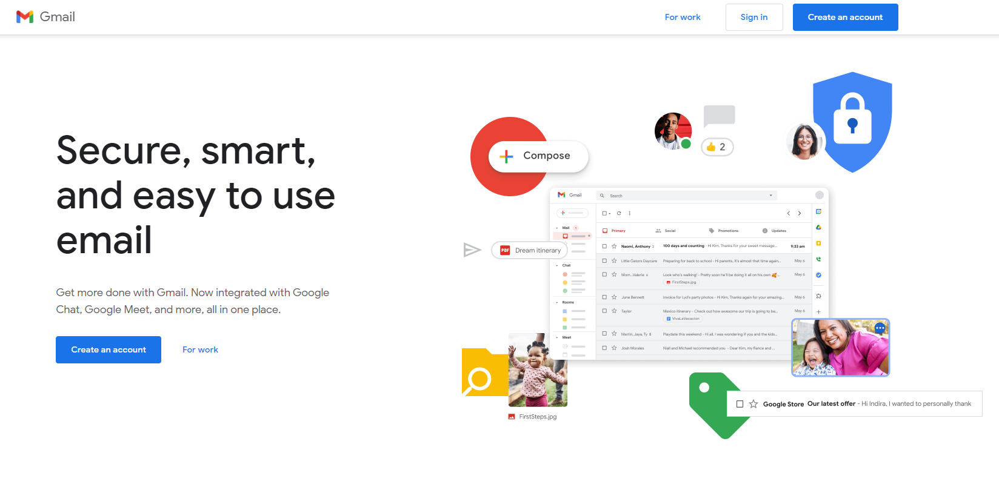 Gmail
For work
Sign in
Create an account
Secure, smart,
and easy to use
email
Get more done with Gmail. Now integrated with Google
Chat, Google Meet, and more, all in one place.
Create an account
For work
Compose
2
Gmail
Search
Mail 1
Primary
Social
Promotions
Updates
Naomi, Anthony 2 100 days and counting - Hi Kim, Thanks for your sweet message... 9:33 am
PDF Dream itinerary
Little Gators Daycare Preparing for back to school - Hi parents, It's almost that time again... May 6
Chat
Mom...Valerie 6 Look who's walking! - Pretty soon he'll be doing it all on his own 🥰... May 6
FirstSteps.jpg
June Bennett Invoice for Lyd's party photos - Hi Kim, Thanks again for your amazing... May 6
Rooms
Taylor Mexico itinerary - Check out how awesome our trip is going to be... May 6
VivaLaVacacion
Martin, Jaya, Ty 8 Playdate this weekend - Hi all, I was wondering if you and the kids...
Meet
Josh Morales Niall and Michael recommended you - Dear Kim, my fiance and ...
FirstSteps.jpg
Google Store Our latest offer - Hi Indira, I wanted to personally thank